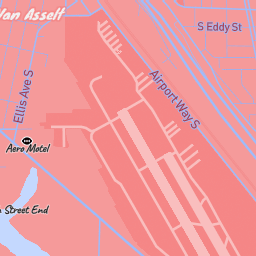 Van Asselt
S Eddy St
Ellis Ave S
Airport Way S
Aero Motel
Street End